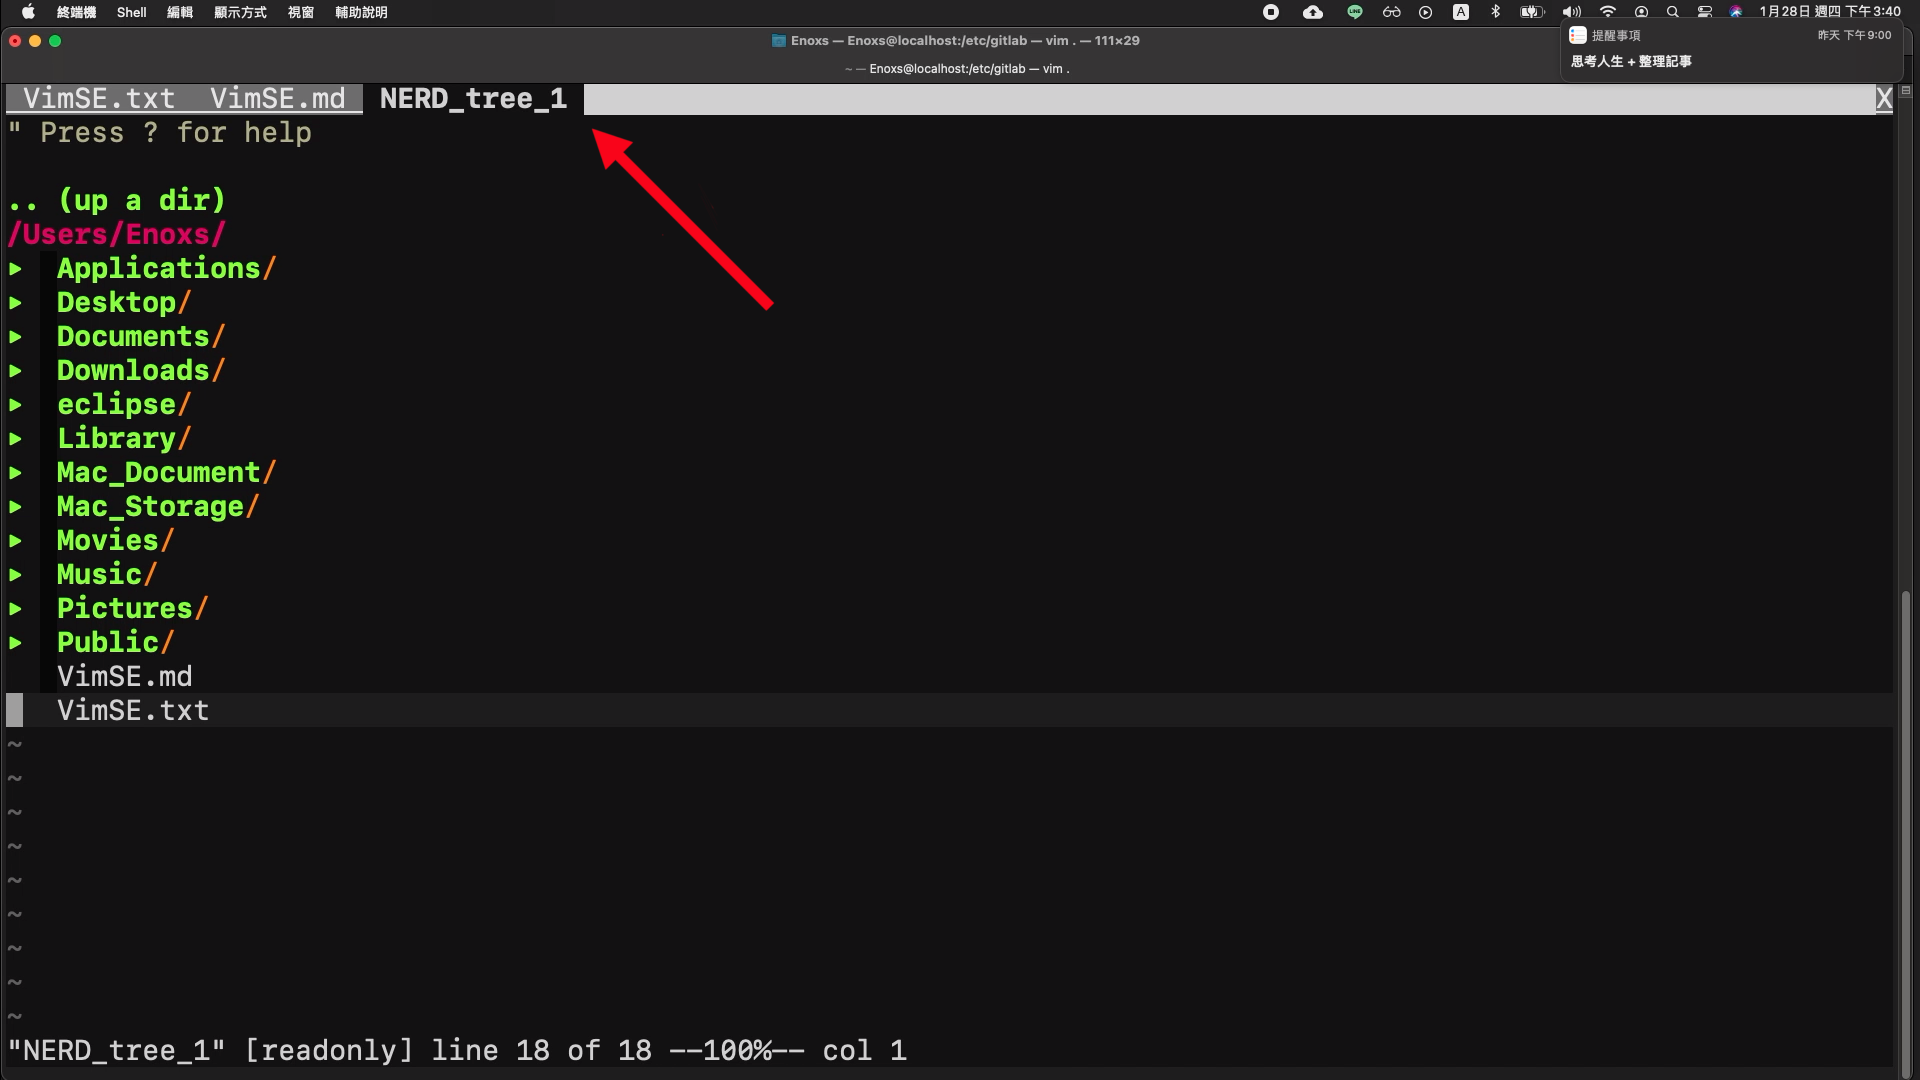 終端機 Shell 編輯 顯示方式 視窗 輔助說明 LINE A 1月28日 週四 下午3:40
Enoxs — Enoxs@localhost:/etc/gitlab — vim . — 111×29
~ — Enoxs@localhost:/etc/gitlab — vim .
提醒事項 昨天 下午9:00
思考人生 + 整理記事
VimSE.txt VimSE.md NERD_tree_1 X
" Press ? for help
.. (up a dir)
/Users/Enoxs/
▸ Applications/
▸ Desktop/
▸ Documents/
▸ Downloads/
▸ eclipse/
▸ Library/
▸ Mac_Document/
▸ Mac_Storage/
▸ Movies/
▸ Music/
▸ Pictures/
▸ Public/
VimSE.md
VimSE.txt
~
~
~
~
~
~
~
~
~
"NERD_tree_1" [readonly] line 18 of 18 --100%-- col 1